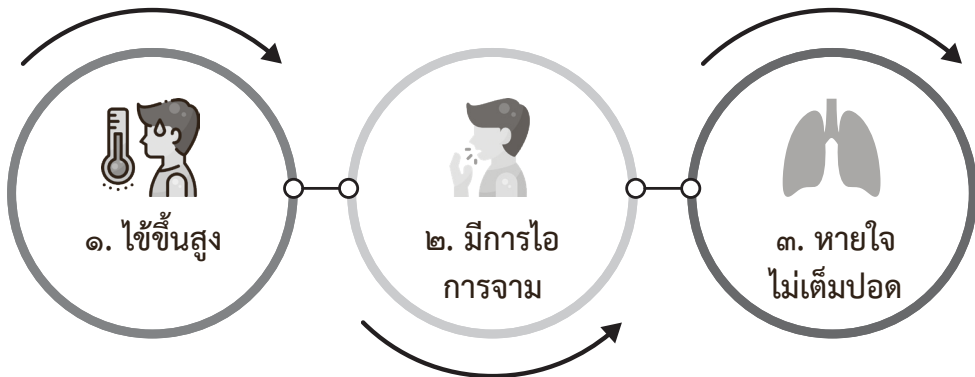 ๑. ไข้ขึ้นสูง
๒. มีการไอ
การจาม
๓. หายใจ
ไม่เต็มปอด